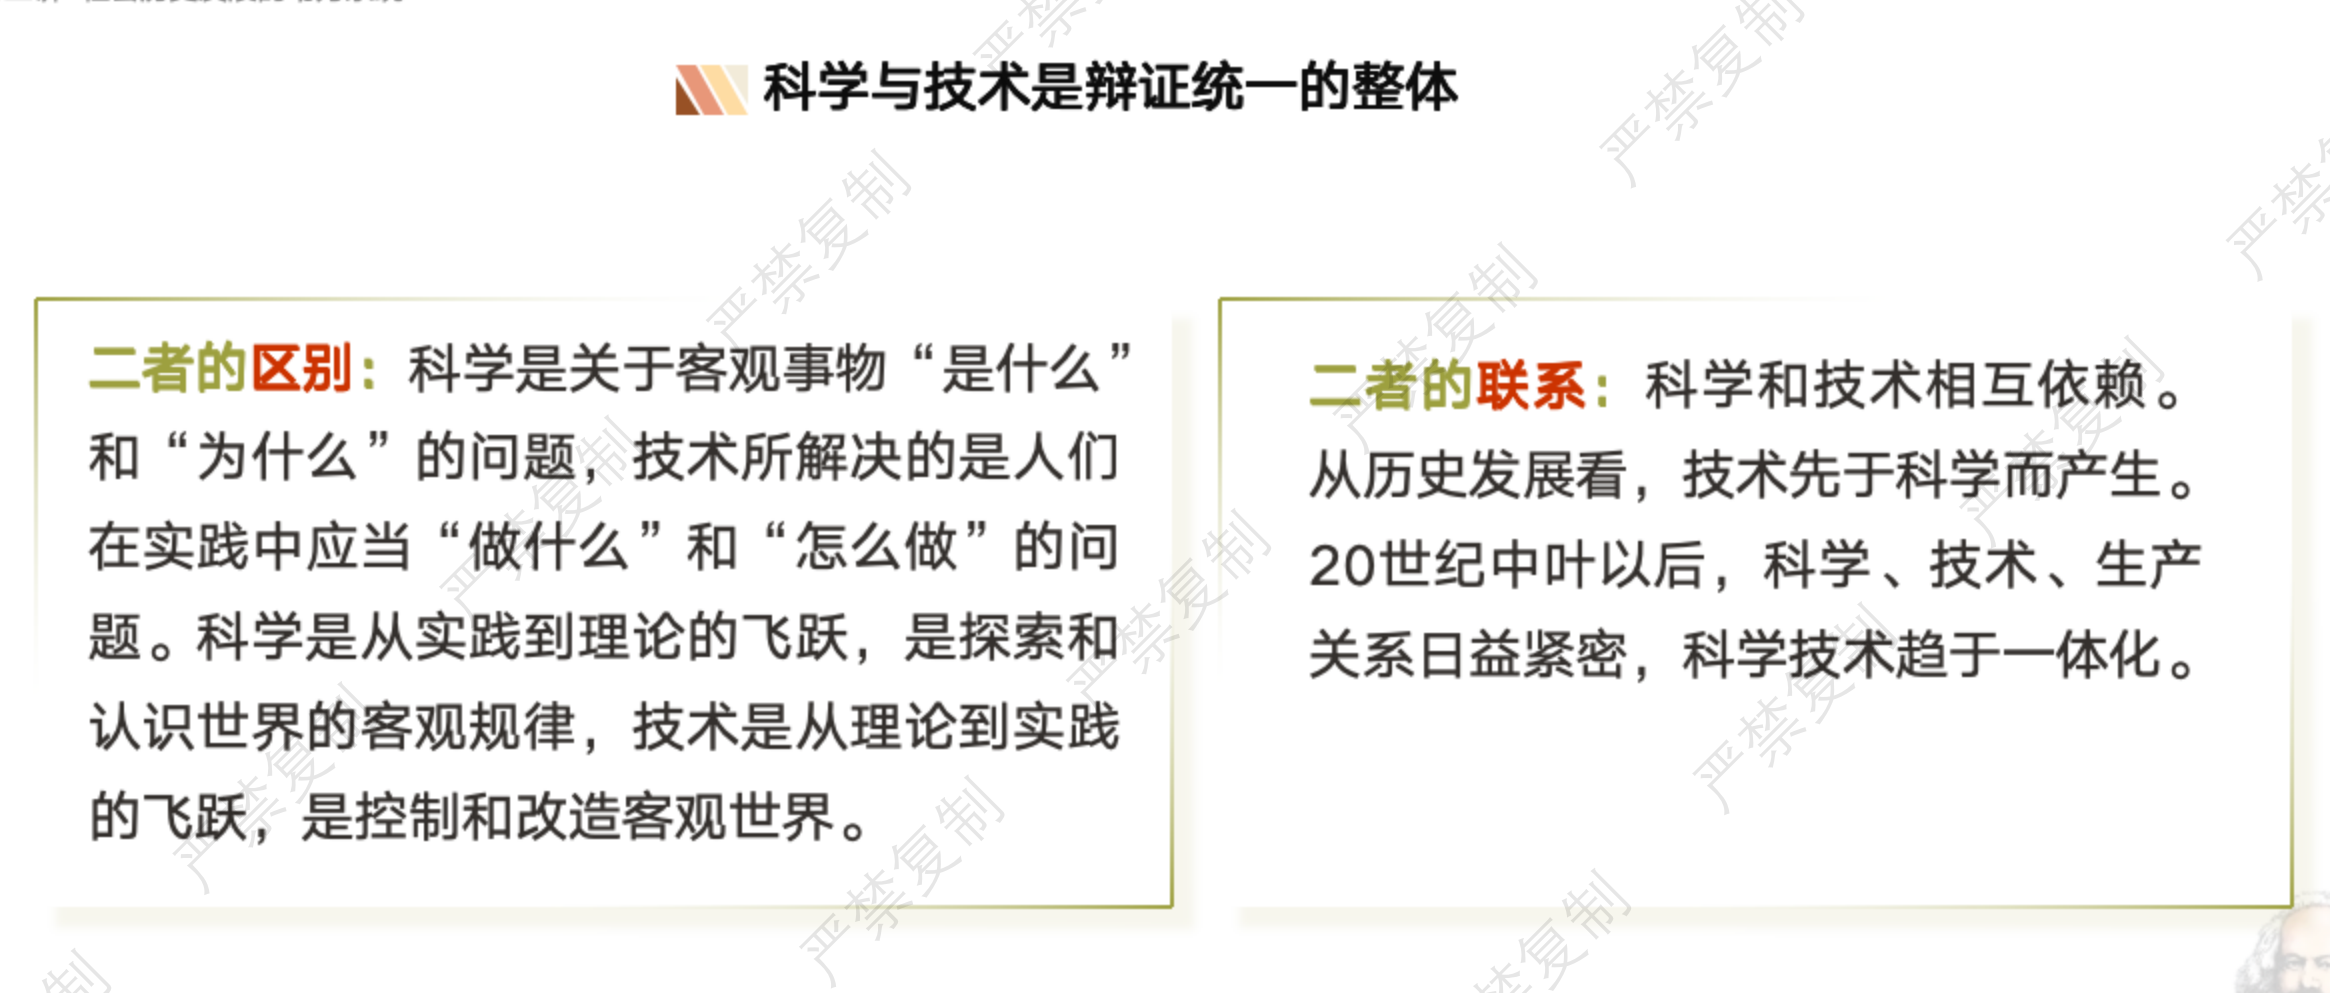 科学与技术是辩证统一的整体
二者的区别：科学是关于客观事物“是什么”
和“为什么”的问题，技术所解决的是人们
在实践中应当“做什么”和“怎么做”的问
题。科学是从实践到理论的飞跃，是探索和
认识世界的客观规律，技术是从理论到实践
的飞跃，是控制和改造客观世界。
二者的联系：科学和技术相互依赖。
从历史发展看，技术先于科学而产生。
20世纪中叶以后，科学、技术、生产
关系日益紧密，科学技术趋于一体化。
严禁复制
严禁复制
严禁复制
严禁复制
严禁复制
严禁复制
严禁复制
严禁复制
严禁复制
严禁复制